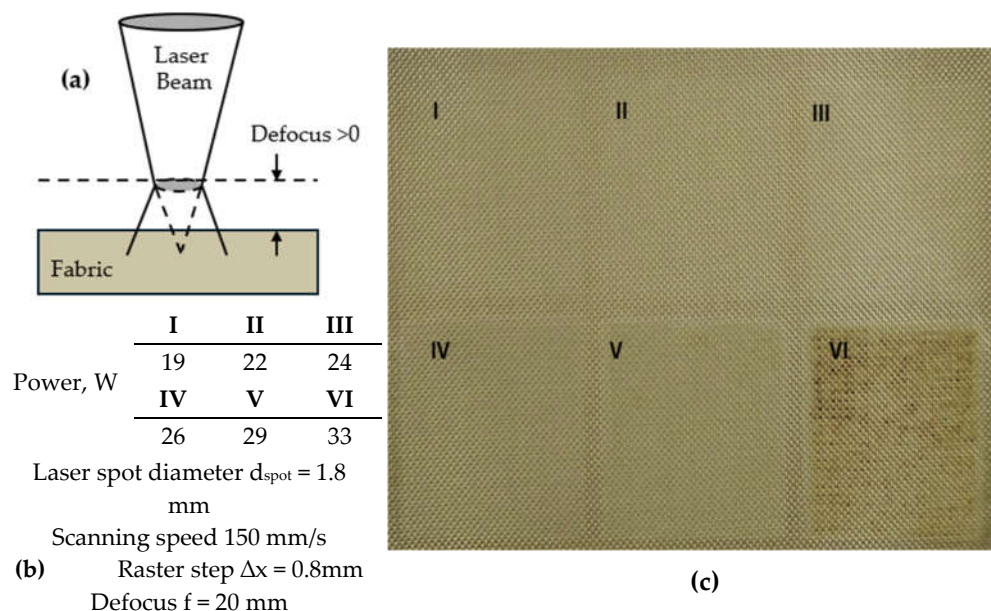 (a)
Laser
Beam
Defocus >0
Fabric
I II III
Power, W
19 22 24
IV V VI
26 29 33
Laser spot diameter dspot = 1.8
mm
Scanning speed 150 mm/s
(b) Raster step Δx = 0.8mm
Defocus f = 20 mm
I II III
IV V VI
(c)